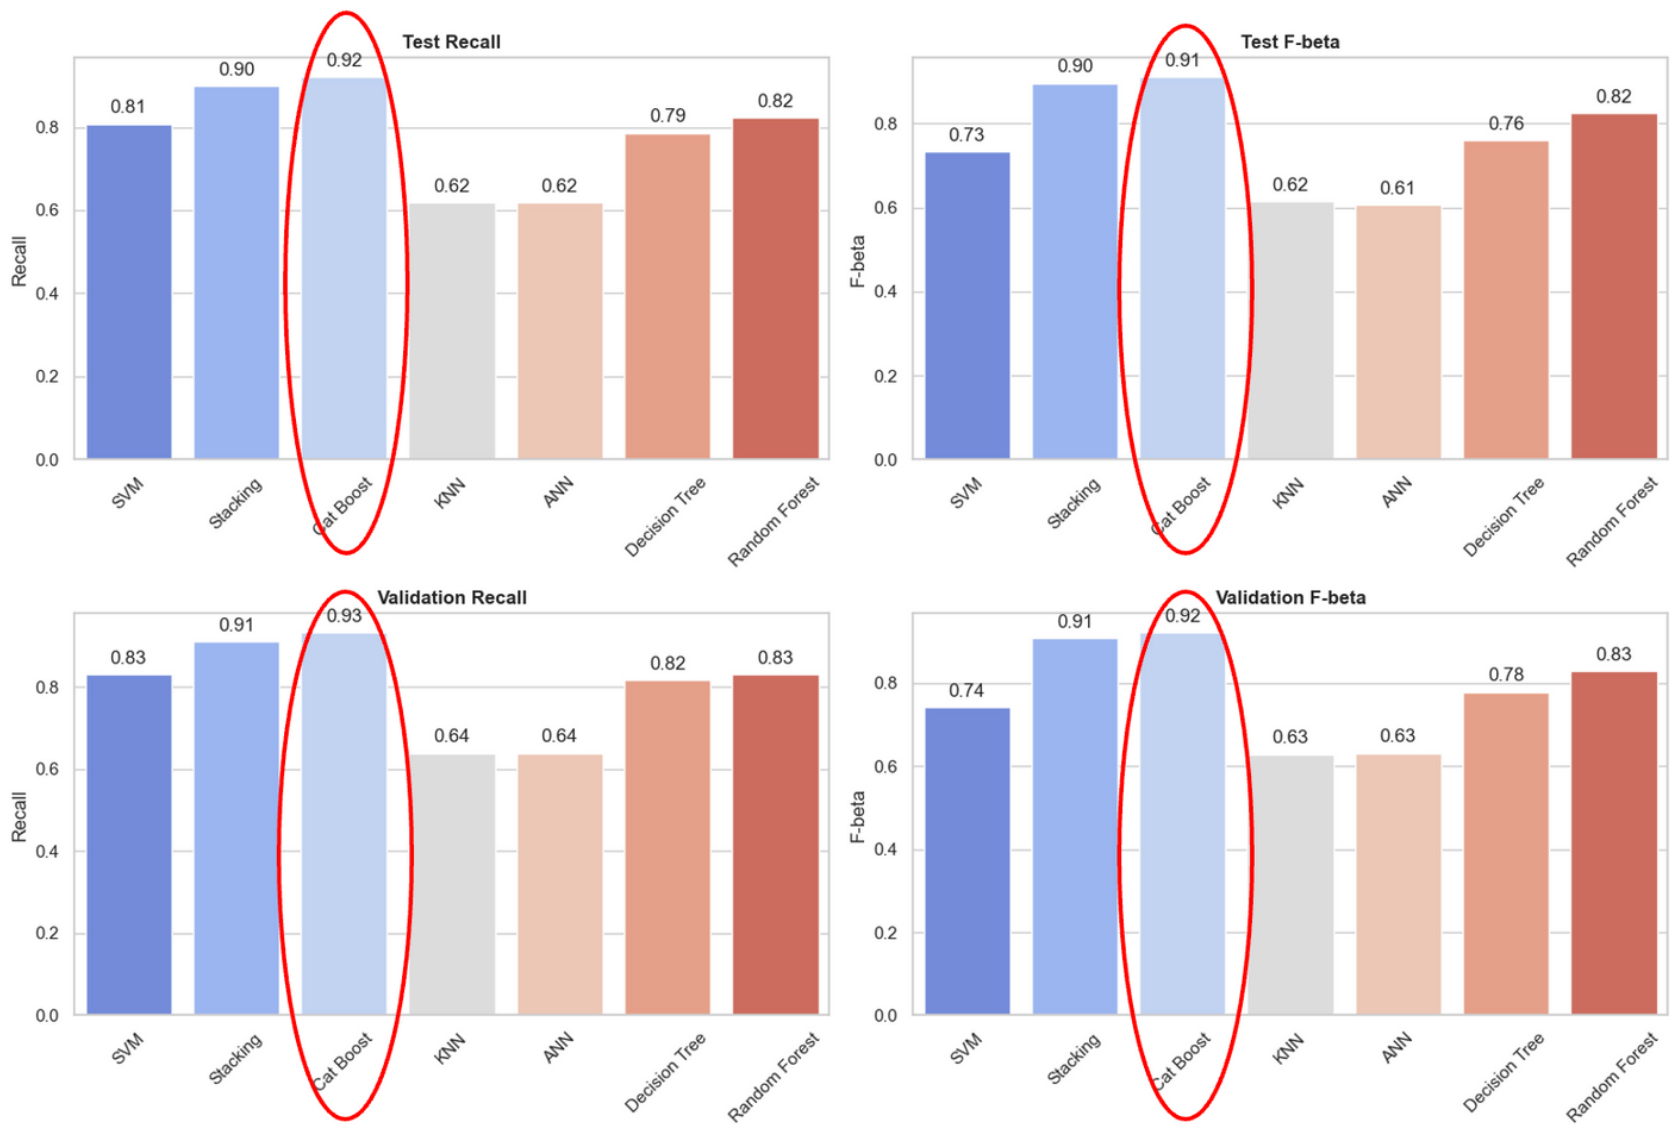 Test Recall
0.81
0.90
0.92
0.62
0.62
0.79
0.82
Recall
0.8
0.6
0.4
0.2
0.0
SVM
Stacking
Cat Boost
KNN
ANN
Decision Tree
Random Forest
Test F-beta
0.73
0.90
0.91
0.62
0.61
0.76
0.82
F-beta
0.8
0.6
0.4
0.2
0.0
SVM
Stacking
Cat Boost
KNN
ANN
Decision Tree
Random Forest
Validation Recall
0.83
0.91
0.93
0.64
0.64
0.82
0.83
Recall
0.8
0.6
0.4
0.2
0.0
SVM
Stacking
Cat Boost
KNN
ANN
Decision Tree
Random Forest
Validation F-beta
0.74
0.91
0.92
0.63
0.63
0.78
0.83
F-beta
0.8
0.6
0.4
0.2
0.0
SVM
Stacking
Cat Boost
KNN
ANN
Decision Tree
Random Forest